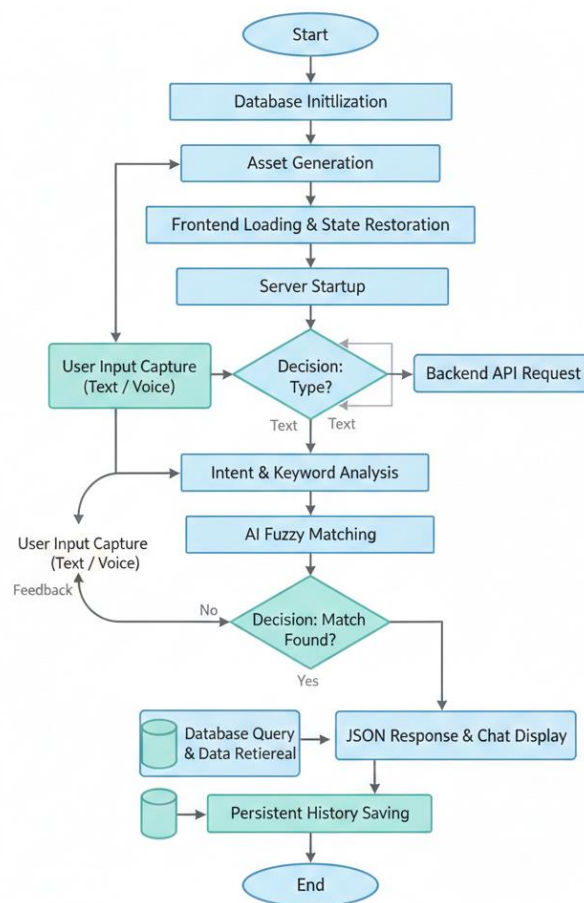 Start
Database Initilization
Asset Generation
Frontend Loading & State Restoration
Server Startup
User Input Capture
(Text / Voice)
Decision:
Type?
Backend API Request
Text
Text
Intent & Keyword Analysis
AI Fuzzy Matching
User Input Capture
(Text / Voice)
Feedback
No
Decision: Match
Found?
Yes
Database Query
& Data Retiereal
JSON Response & Chat Display
Persistent History Saving
End